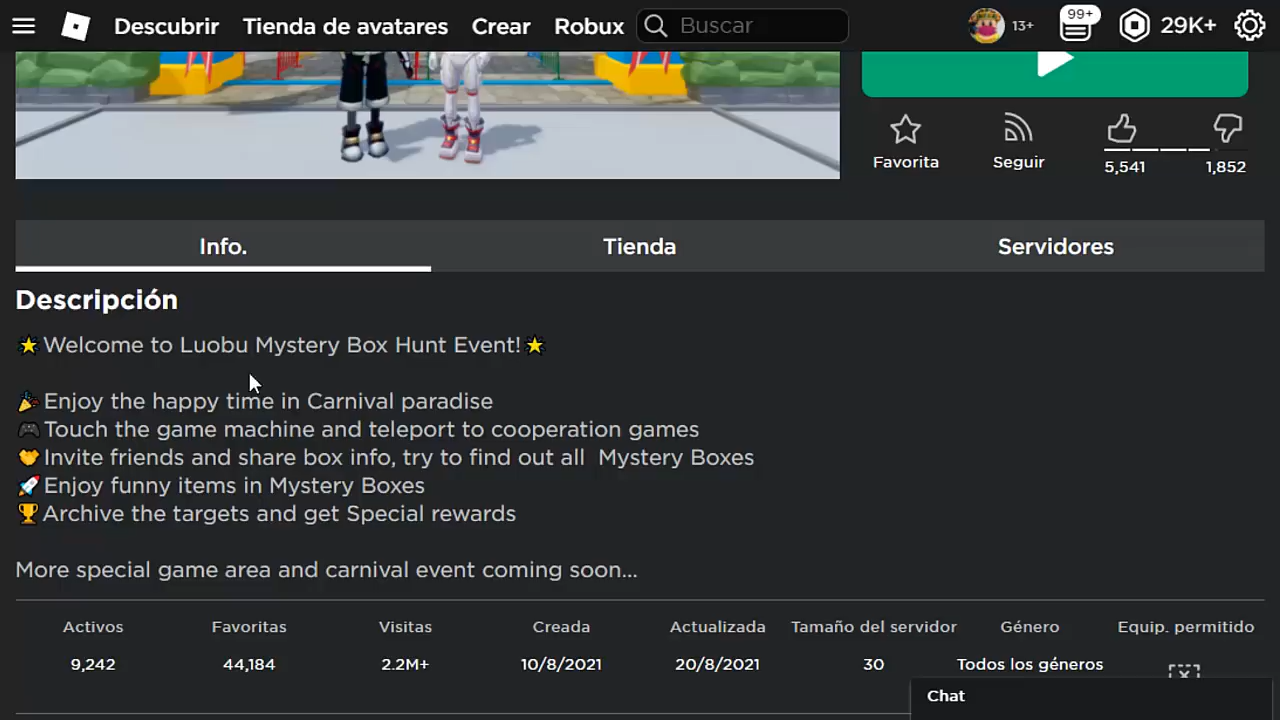 Descubrir Tienda de avatares Crear Robux Buscar 13+ 99+ 29K+
Favorita Seguir 5,541 1,852
Info. Tienda Servidores
Descripción
🌟Welcome to Luobu Mystery Box Hunt Event!🌟
🎉Enjoy the happy time in Carnival paradise
🎮Touch the game machine and teleport to cooperation games
🤝Invite friends and share box info, try to find out all  Mystery Boxes
🚀Enjoy funny items in Mystery Boxes
🏆Archive the targets and get Special rewards
More special game area and carnival event coming soon...
Activos Favoritas Visitas Creada Actualizada Tamaño del servidor Género Equip. permitido
9,242 44,184 2.2M+ 10/8/2021 20/8/2021 30 Todos los géneros
Chat